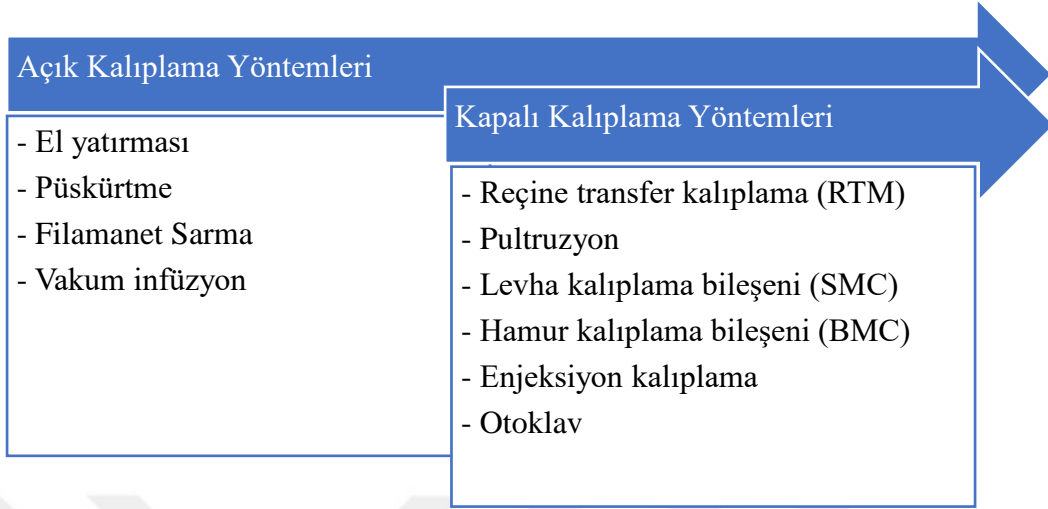 Açık Kalıplama Yöntemleri
- El yatırması
- Püskürtme
- Filamanet Sarma
- Vakum infüzyon
Kapalı Kalıplama Yöntemleri
- Reçine transfer kalıplama (RTM)
- Pultruzyon
- Levha kalıplama bileşeni (SMC)
- Hamur kalıplama bileşeni (BMC)
- Enjeksiyon kalıplama
- Otoklav